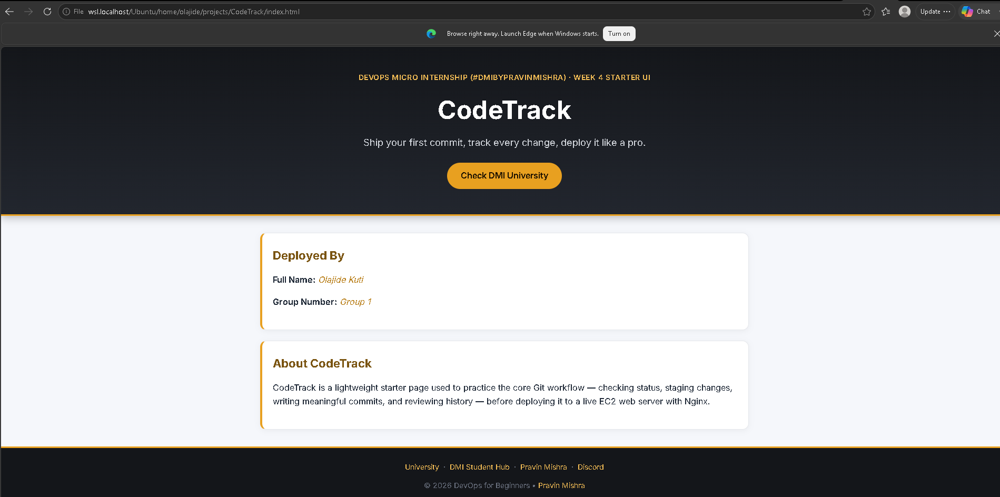 File wsl.localhost/Ubuntu/home/olajide/projects/CodeTrack/index.html Update ··· Chat
Browse right away. Launch Edge when Windows starts. Turn on
DEVOPS MICRO INTERNSHIP (#DMIBYPRAVINMISHRA) · WEEK 4 STARTER UI
CodeTrack
Ship your first commit, track every change, deploy it like a pro.
Check DMI University
Deployed By
Full Name: Olajide Kuti
Group Number: Group 1
About CodeTrack
CodeTrack is a lightweight starter page used to practice the core Git workflow — checking status, staging changes,
writing meaningful commits, and reviewing history — before deploying it to a live EC2 web server with Nginx.
University · DMI Student Hub · Pravin Mishra · Discord
© 2026 DevOps for Beginners • Pravin Mishra